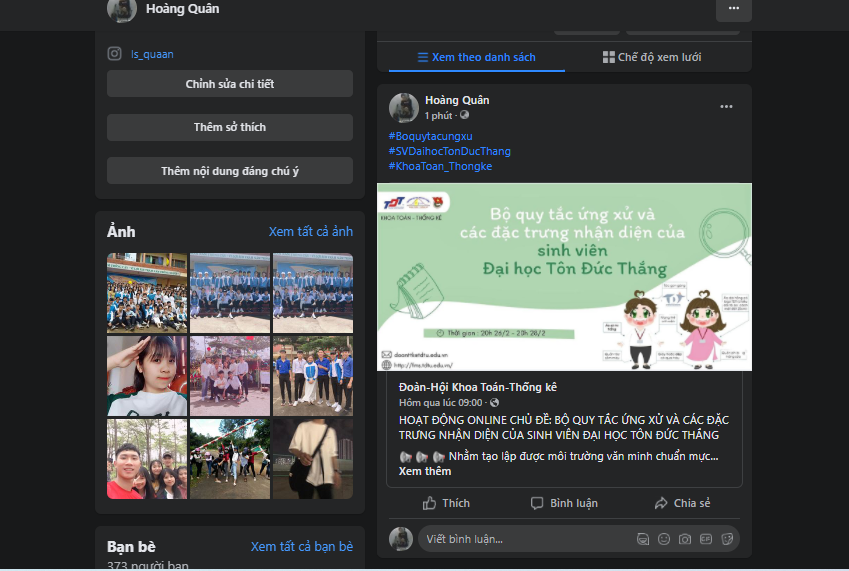 Hoàng Quân
ls_quaan
Chỉnh sửa chi tiết
Thêm sở thích
Thêm nội dung đáng chú ý
Ảnh
Xem tất cả ảnh
Bạn bè
Xem tất cả bạn bè
373 người bạn
Xem theo danh sách
Chế độ xem lưới
Hoàng Quân
1 phút
#Boquytacungxu
#SVDaihocTonDucThang
#KhoaToan_Thongke
KHOA TOÁN - THỐNG KÊ
Bộ quy tắc ứng xử và
các đặc trưng nhận diện của
sinh viên
Đại học Tôn Đức Thắng
Thời gian : 20h 26/2 - 20h 28/2
http://fms.tdtu.edu.vn/
Đoàn-Hội Khoa Toán-Thống kê
Hôm qua lúc 09:00
HOẠT ĐỘNG ONLINE CHỦ ĐỀ: BỘ QUY TẮC ỨNG XỬ VÀ CÁC ĐẶC
TRƯNG NHẬN DIỆN CỦA SINH VIÊN ĐẠI HỌC TÔN ĐỨC THẮNG
Nhằm tạo lập được môi trường văn minh chuẩn mực...
Xem thêm
Thích
Bình luận
Chia sẻ
Viết bình luận...
GIF